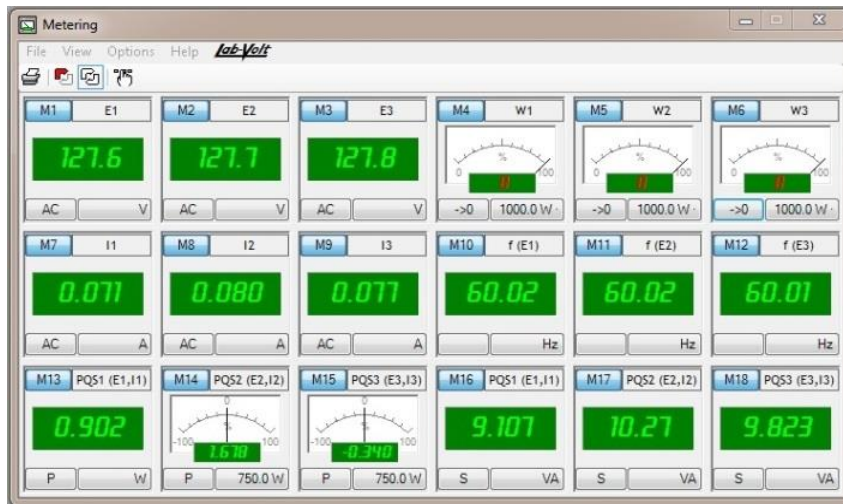 Metering
File View Options Help Lab-Volt
M1 E1 M2 E2 M3 E3 M4 W1 M5 W2 M6 W3
127.6 127.7 127.8
% % %
0 100 0 100 0 100
AC V AC V AC V ->0 1000.0 W ->0 1000.0 W ->0 1000.0 W
M7 I1 M8 I2 M9 I3 M10 f (E1) M11 f (E2) M12 f (E3)
0.071 0.080 0.077 60.02 60.02 60.01
AC A AC A AC A Hz Hz Hz
M13 PQS1 (E1,I1) M14 PQS2 (E2,I2) M15 PQS3 (E3,I3) M16 PQS1 (E1,I1) M17 PQS2 (E2,I2) M18 PQS3 (E3,I3)
0 0
0.902 % % 9.107 10.27 9.823
-100 100 -100 100
1.678 -0.340
P W P 750.0 W P 750.0 W S VA S VA S VA